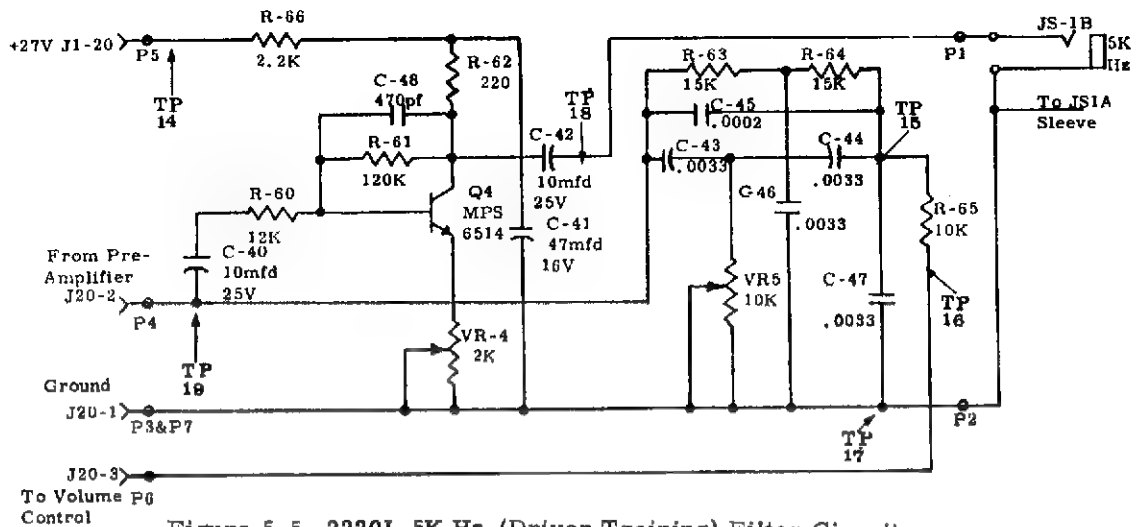 R-66
+27V J1-20
P5
2.2K
TP
14
R-62
220
C-48
470pf
R-61
120K
C-42
10mfd
25V
TP
18
R-60
12K
Q4
MPS
6514
C-41
47mfd
16V
From Pre-
Amplifier
J20-2
C-40
10mfd
25V
P4
TP
19
VR-4
2K
Ground
J20-1
P3&P7
J20-3
P6
To Volume
Control
R-63
15K
R-64
15K
C-45
.0002
C-43
.0033
C-44
.0033
TP
15
C-46
.0033
R-65
10K
VR5
10K
C-47
.0033
TP
16
TP
17
P2
P1
JS-1B
5K
Hz
To JS1A
Sleeve